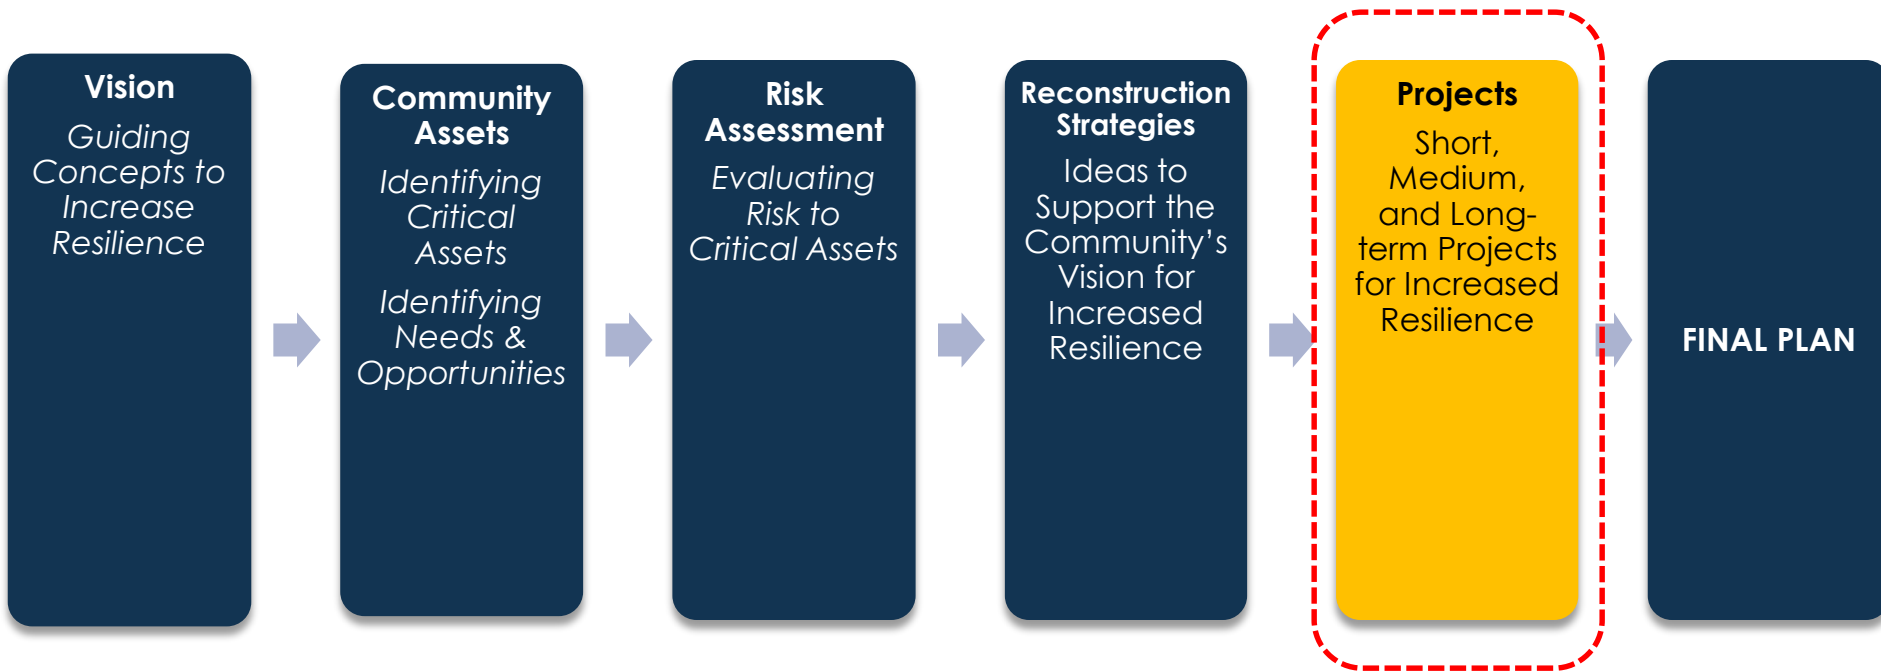 Vision
Guiding
Concepts to
Increase
Resilience
Community
Assets
Identifying
Critical
Assets
Identifying
Needs &
Opportunities
Risk
Assessment
Evaluating
Risk to
Critical Assets
Reconstruction
Strategies
Ideas to
Support the
Community’s
Vision for
Increased
Resilience
Projects
Short,
Medium,
and Long-
term Projects
for Increased
Resilience
FINAL PLAN